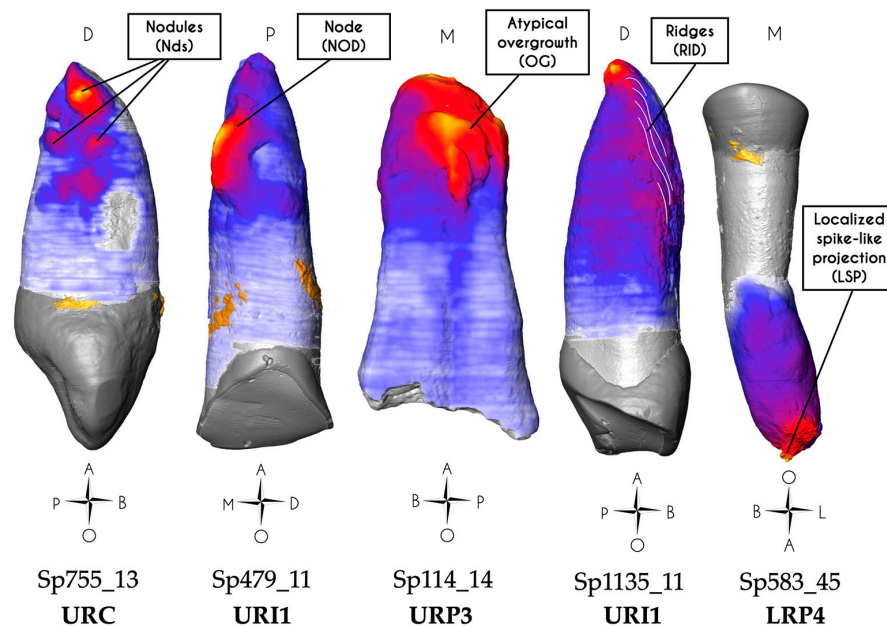 D
Nodules
(Nds)
P
Node
(NOD)
M
Atypical
overgrowth
(OG)
D
Ridges
(RID)
M
Localized
spike-like
projection
(LSP)
A
P B
O
A
M D
O
A
B P
O
A
P B
O
O
B L
A
Sp755_13
URC
Sp479_11
URI1
Sp114_14
URP3
Sp1135_11
URI1
Sp583_45
LRP4